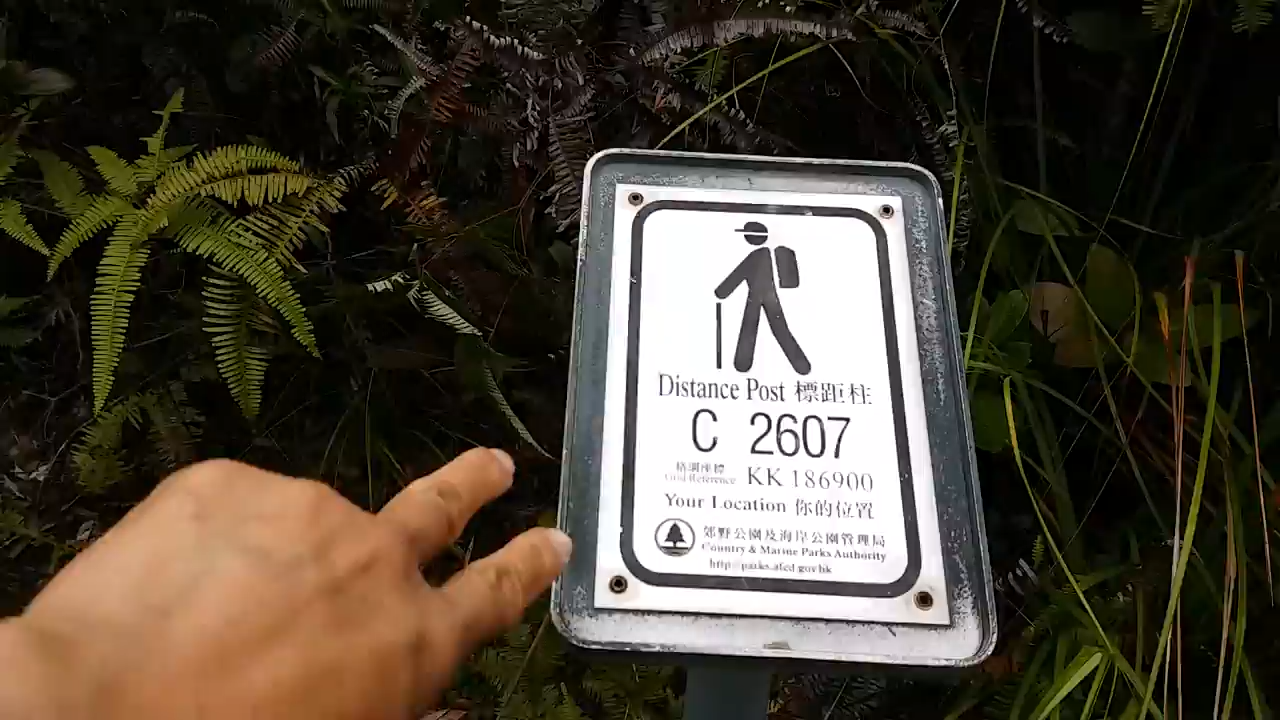 Distance Post 標距柱
C 2607
格網座標
Grid Reference KK 186900
Your Location 你的位置
郊野公園及海岸公園管理局
Country & Marine Parks Authority
http://parks.afcd.gov.hk